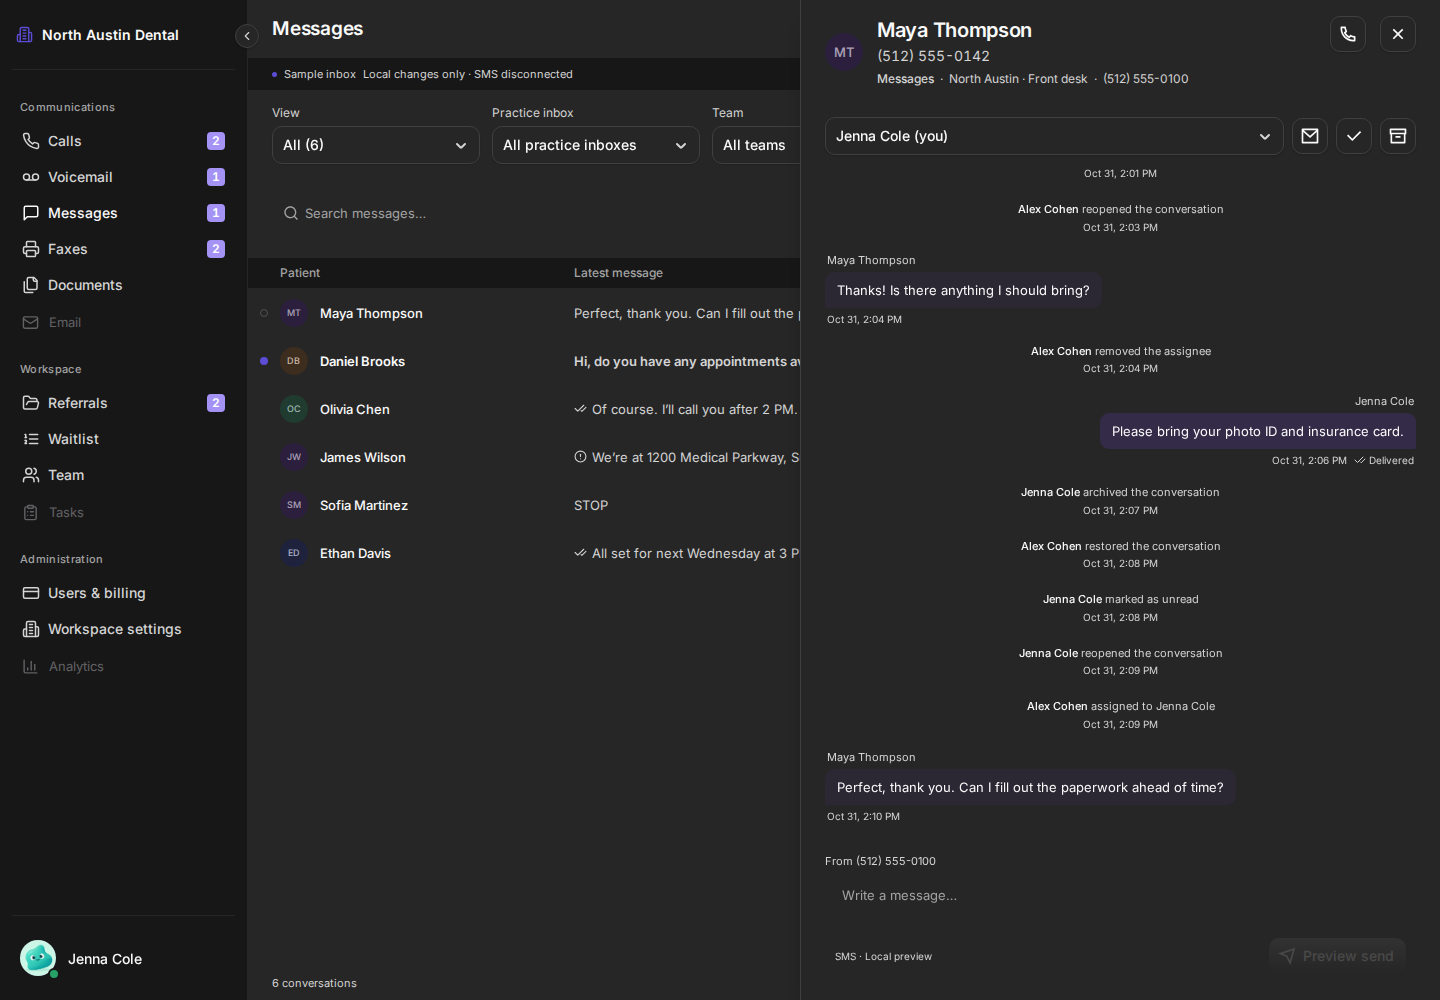 North Austin Dental
Communications
Calls 2
Voicemail 1
Messages 1
Faxes 2
Documents
Email
Workspace
Referrals 2
Waitlist
Team
Tasks
Administration
Users & billing
Workspace settings
Analytics
Jenna Cole
Messages
Sample inbox Local changes only · SMS disconnected
View Practice inbox Team
All (6) All practice inboxes All teams
Search messages...
Patient Latest message
MT Maya Thompson Perfect, thank you. Can I fill out the
DB Daniel Brooks Hi, do you have any appointments
OC Olivia Chen Of course. I’ll call you after 2 PM.
JW James Wilson We’re at 1200 Medical Parkway,
SM Sofia Martinez STOP
ED Ethan Davis All set for next Wednesday at 3
6 conversations
MT
Maya Thompson
(512) 555-0142
Messages · North Austin · Front desk · (512) 555-0100
Jenna Cole (you)
Oct 31, 2:01 PM
Alex Cohen reopened the conversation
Oct 31, 2:03 PM
Maya Thompson
Thanks! Is there anything I should bring?
Oct 31, 2:04 PM
Alex Cohen removed the assignee
Oct 31, 2:04 PM
Jenna Cole
Please bring your photo ID and insurance card.
Oct 31, 2:06 PM Delivered
Jenna Cole archived the conversation
Oct 31, 2:07 PM
Alex Cohen restored the conversation
Oct 31, 2:08 PM
Jenna Cole marked as unread
Oct 31, 2:08 PM
Jenna Cole reopened the conversation
Oct 31, 2:09 PM
Alex Cohen assigned to Jenna Cole
Oct 31, 2:09 PM
Maya Thompson
Perfect, thank you. Can I fill out the paperwork ahead of time?
Oct 31, 2:10 PM
From (512) 555-0100
Write a message...
SMS · Local preview
Preview send